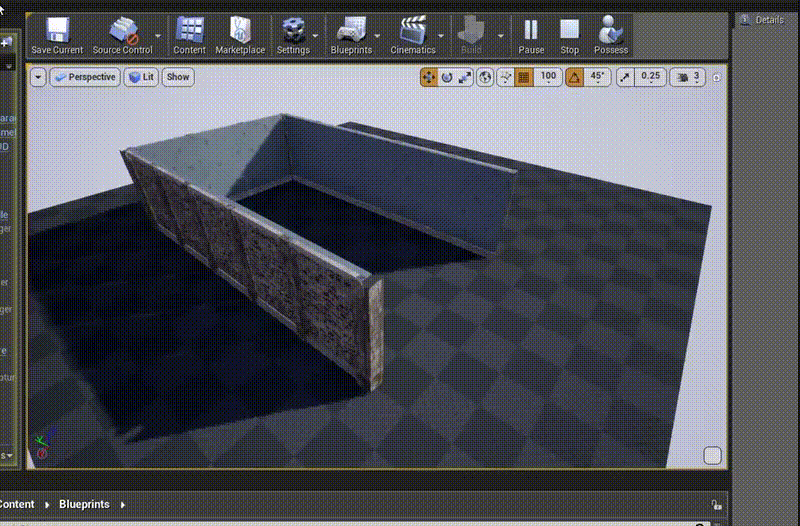 Save Current
Source Control
Content
Marketplace
Settings
Blueprints
Cinematics
Build
Pause
Stop
Possess
Details
Perspective
Lit
Show
100
45°
0.25
3
Content
Blueprints